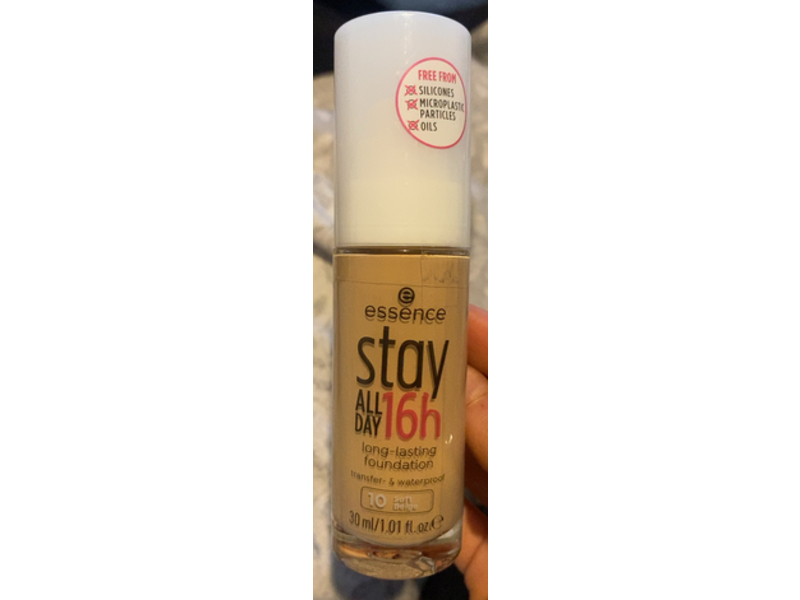 FREE FROM
SILICONES
MICROPLASTIC
PARTICLES
OILS
e
essence
stay
ALL
DAY 16h
long-lasting
foundation
transfer- & waterproof
10
30 ml/1.01 fl. oz. ℮